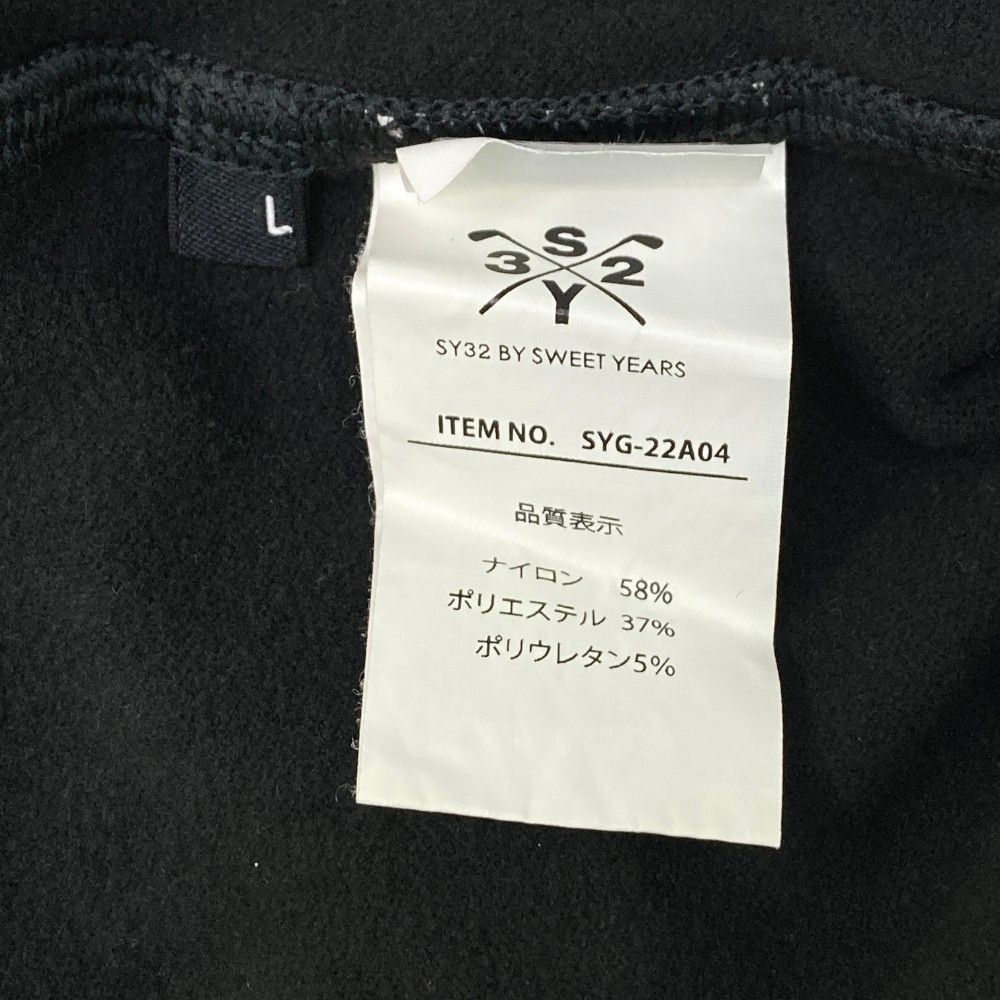 L
S
3 2
Y
SY32 BY SWEET YEARS
ITEM NO. SYG-22A04
品質表示
ナイロン 58%
ポリエステル 37%
ポリウレタン5%